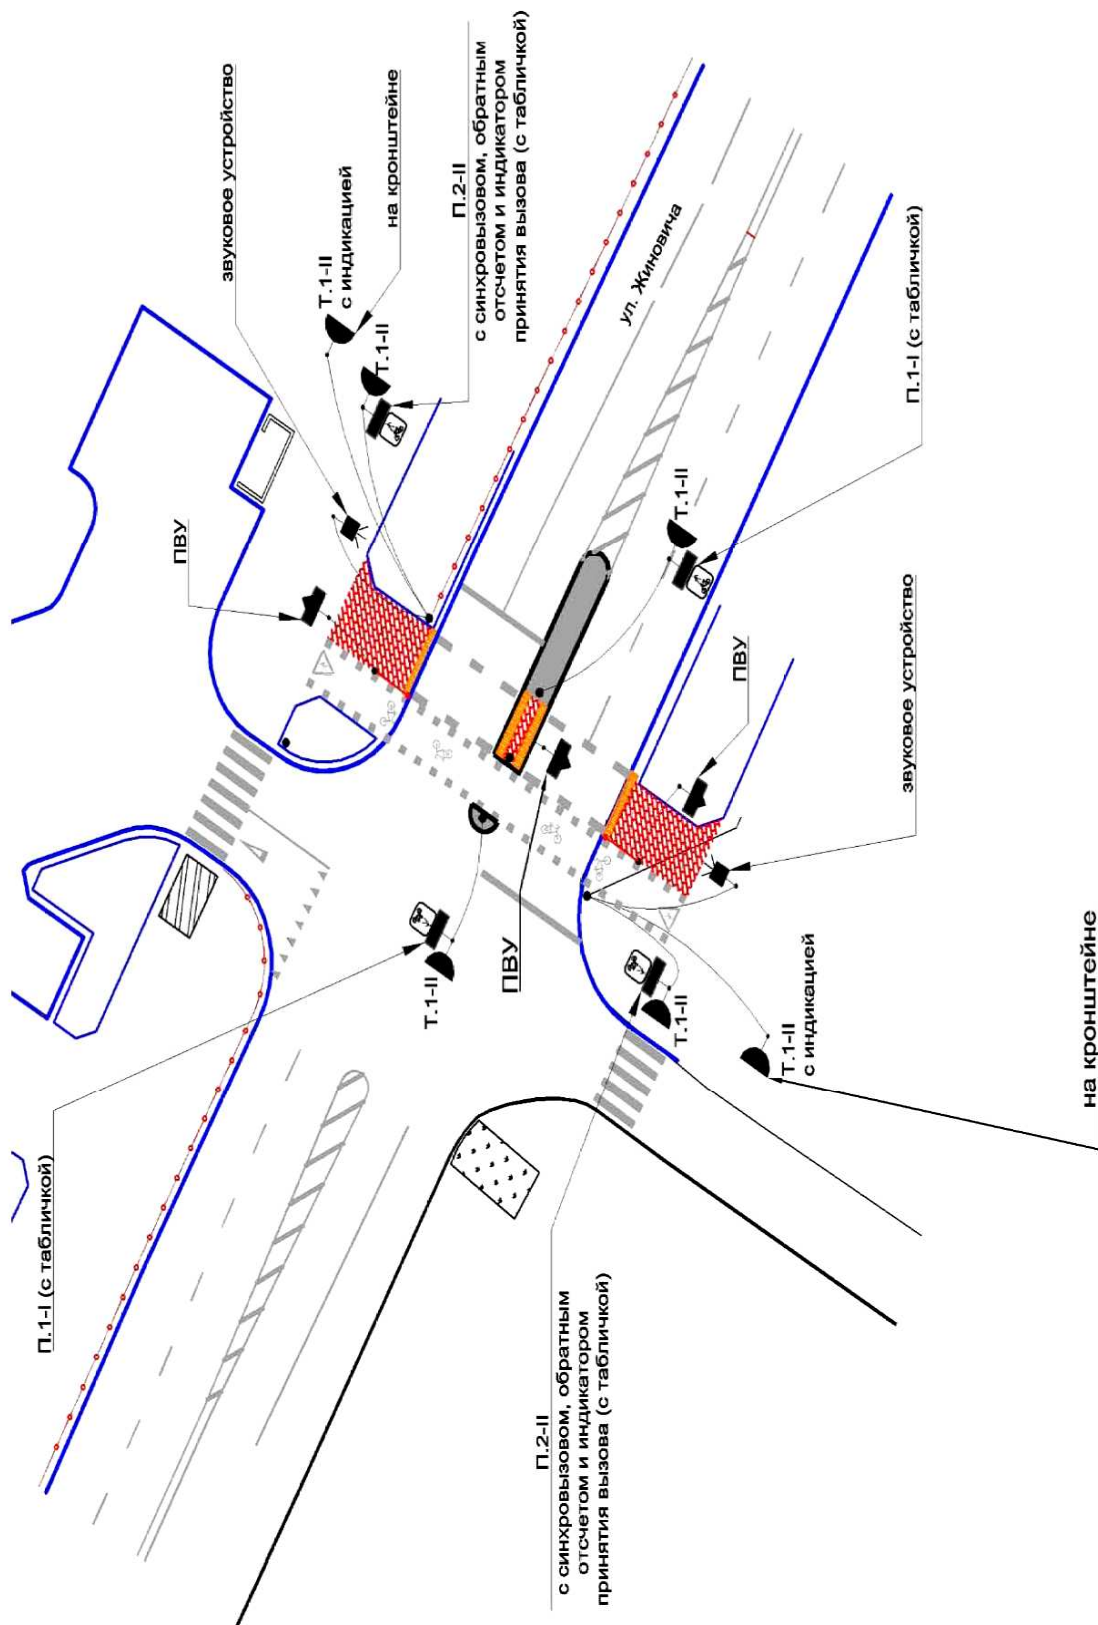 звуковое устройство
Т.1-II
с индикацией
на кронштейне
П.2-II
с синхровызовом, обратным
отсчетом и индикатором
принятия вызова (с табличкой)
Т.1-II
ПВУ
ул. Жиновича
П.1-I (с табличкой)
Т.1-II
ПВУ
звуковое устройство
ПВУ
Т.1-II
П.1-I (с табличкой)
Т.1-II
Т.1-II
с индикацией
на кронштейне
П.2-II
с синхровызовом, обратным
отсчетом и индикатором
принятия вызова (с табличкой)